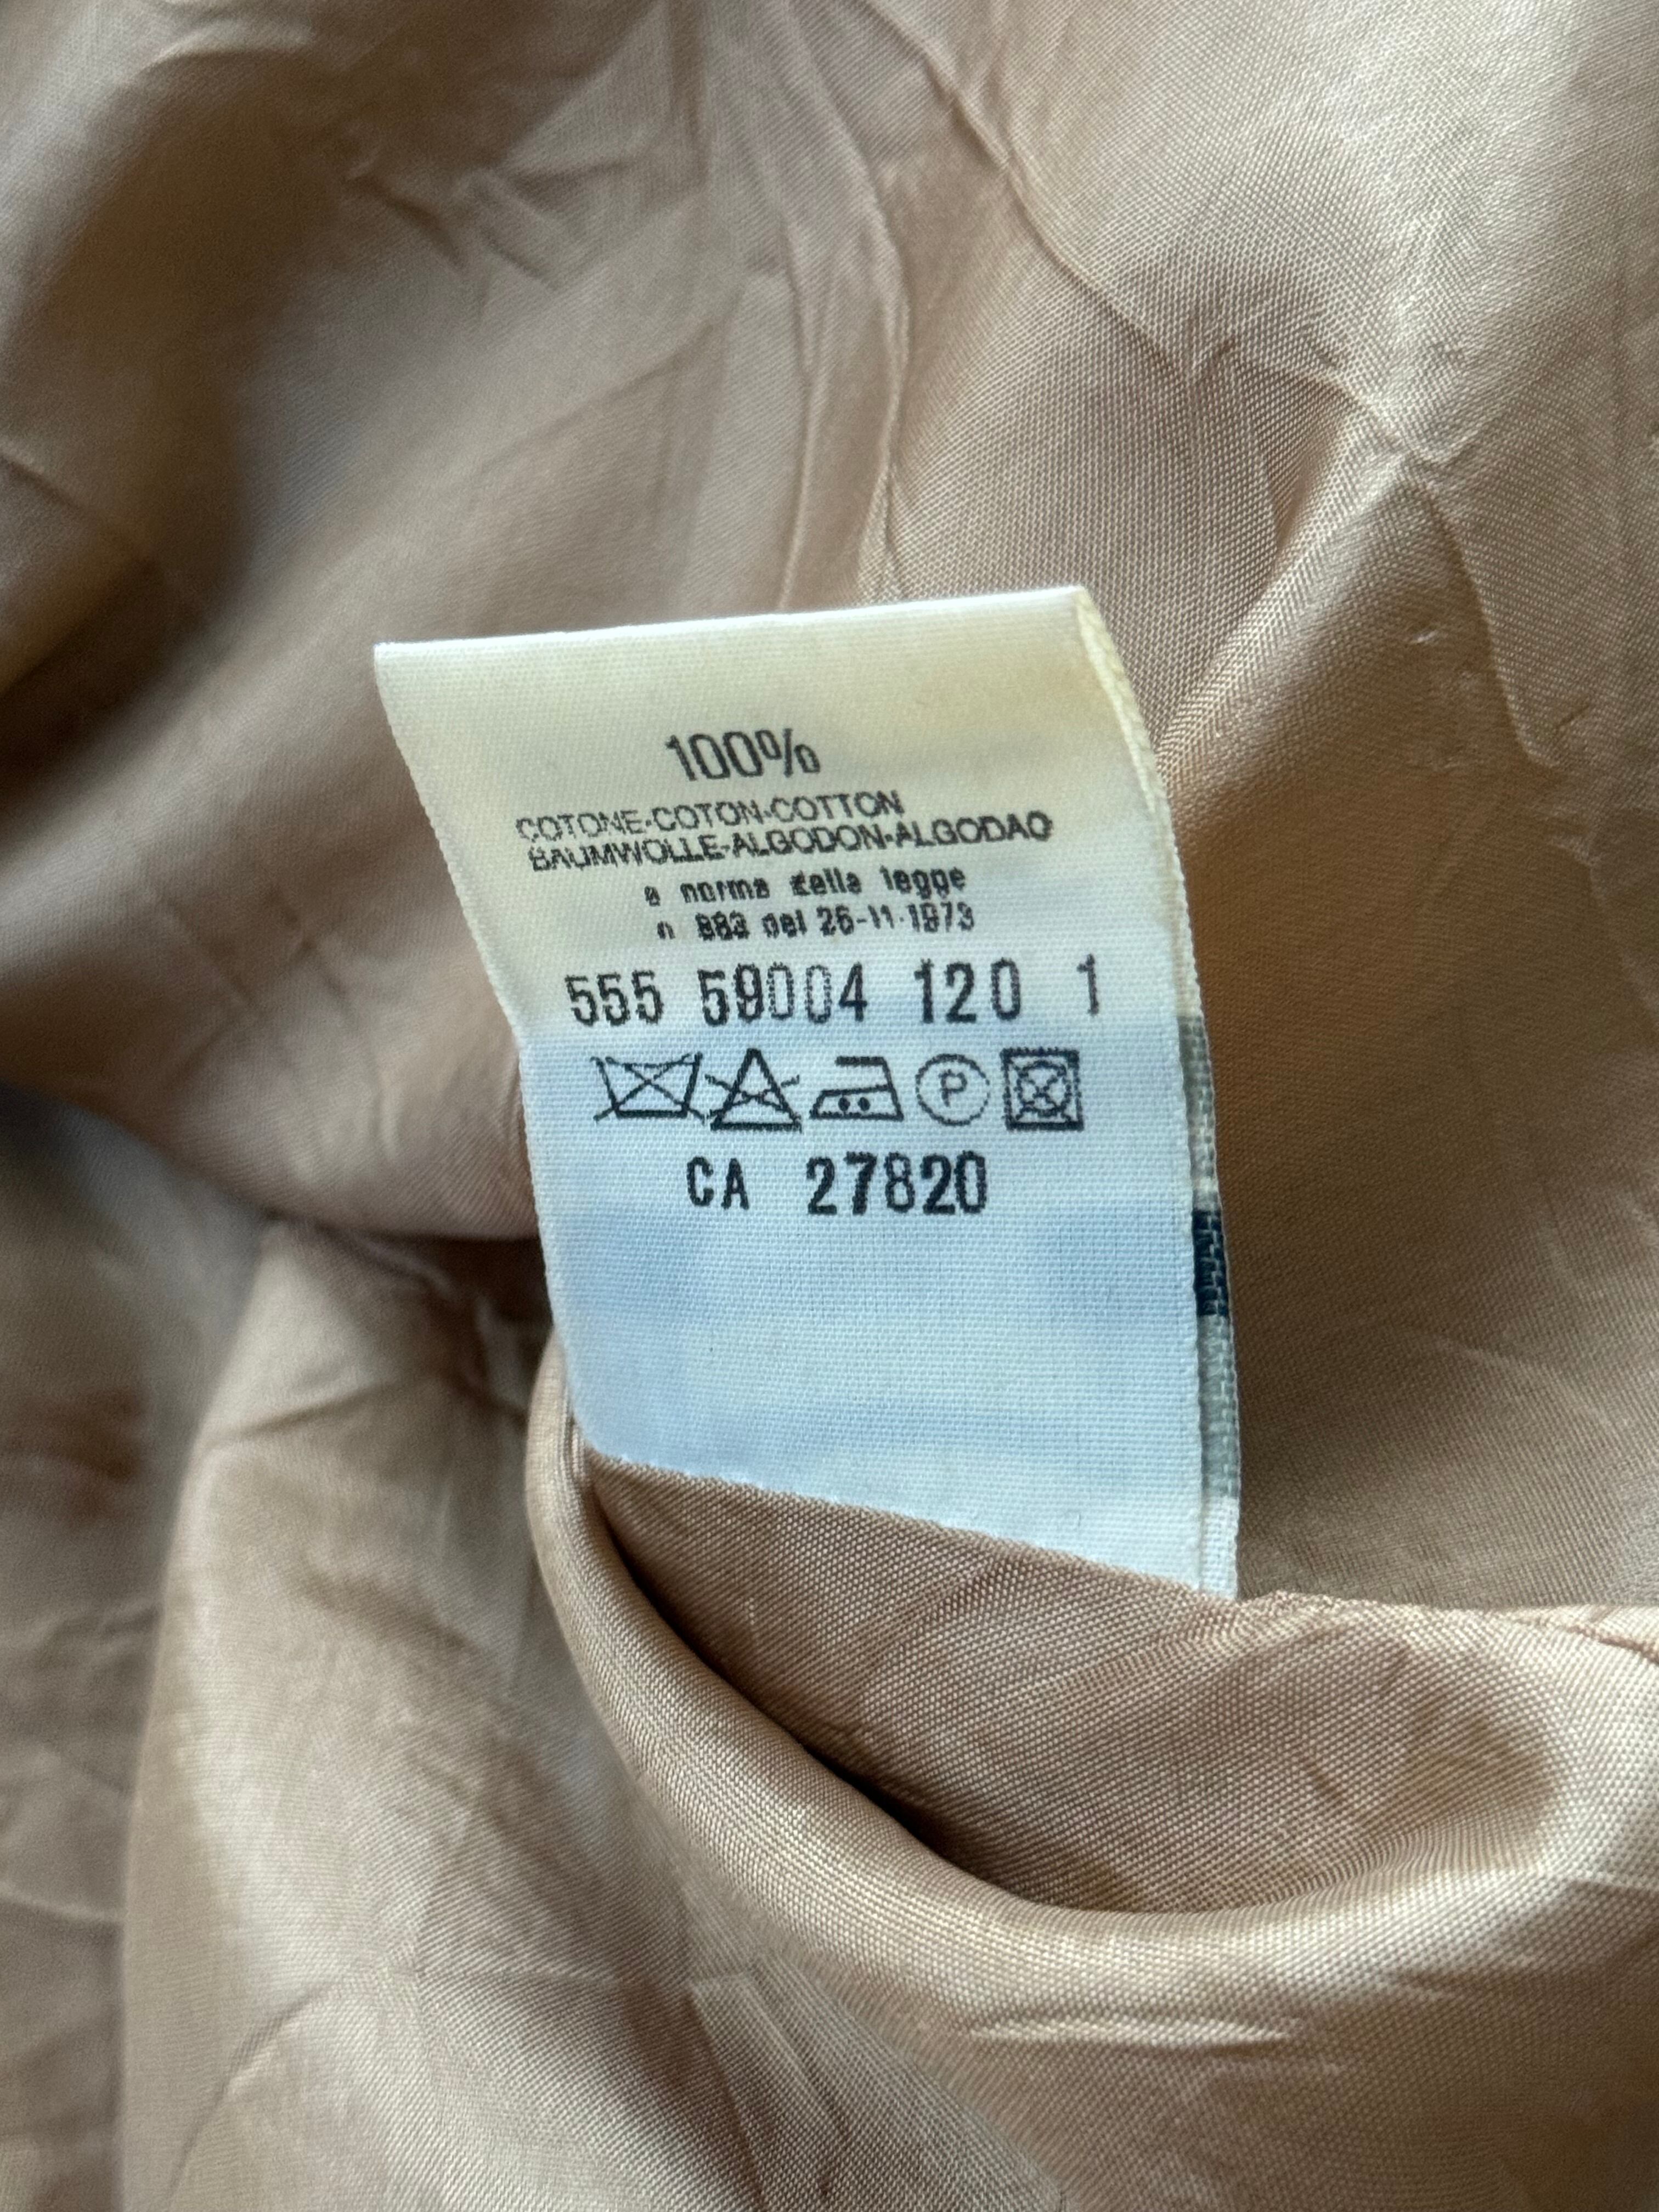 100%
COTONE-COTON-COTTON
BAUMWOLLE-ALGODON-ALGODAO
a norma della legge
n 883 del 26-11-1973
555 59004 120 1
P
CA 27820